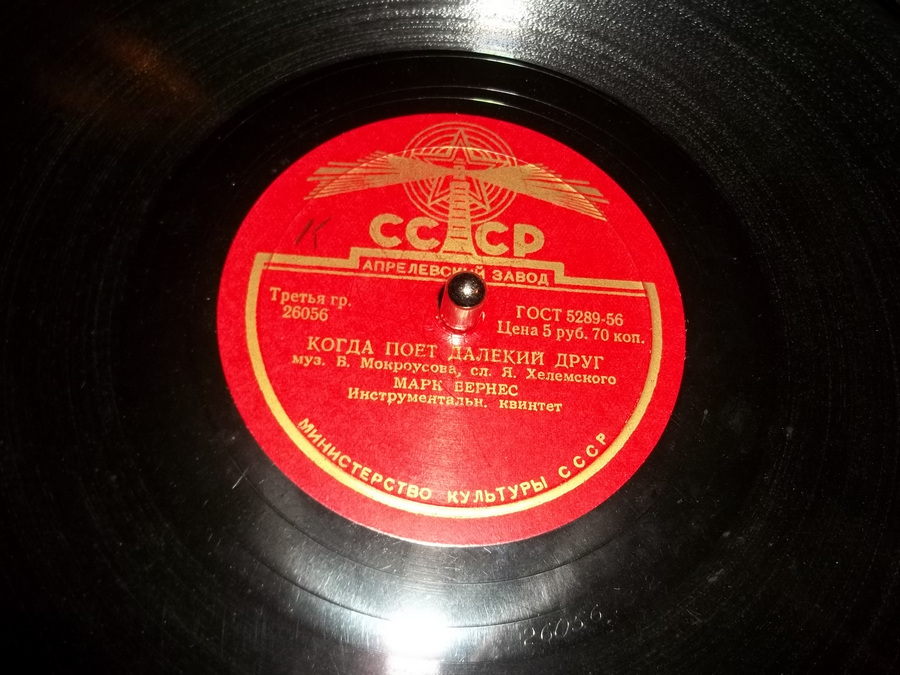 К
СССР
АПРЕЛЕВСКИЙ ЗАВОД
Третья гр.
26056
ГОСТ 5289-56
Цена 5 руб. 70 коп.
КОГДА ПОЕТ ДАЛЕКИЙ ДРУГ
муз. Б. Мокроусова, сл. Я. Хелемского
МАРК БЕРНЕС
Инструментальн. квинтет
МИНИСТЕРСТВО КУЛЬТУРЫ СССР
26056